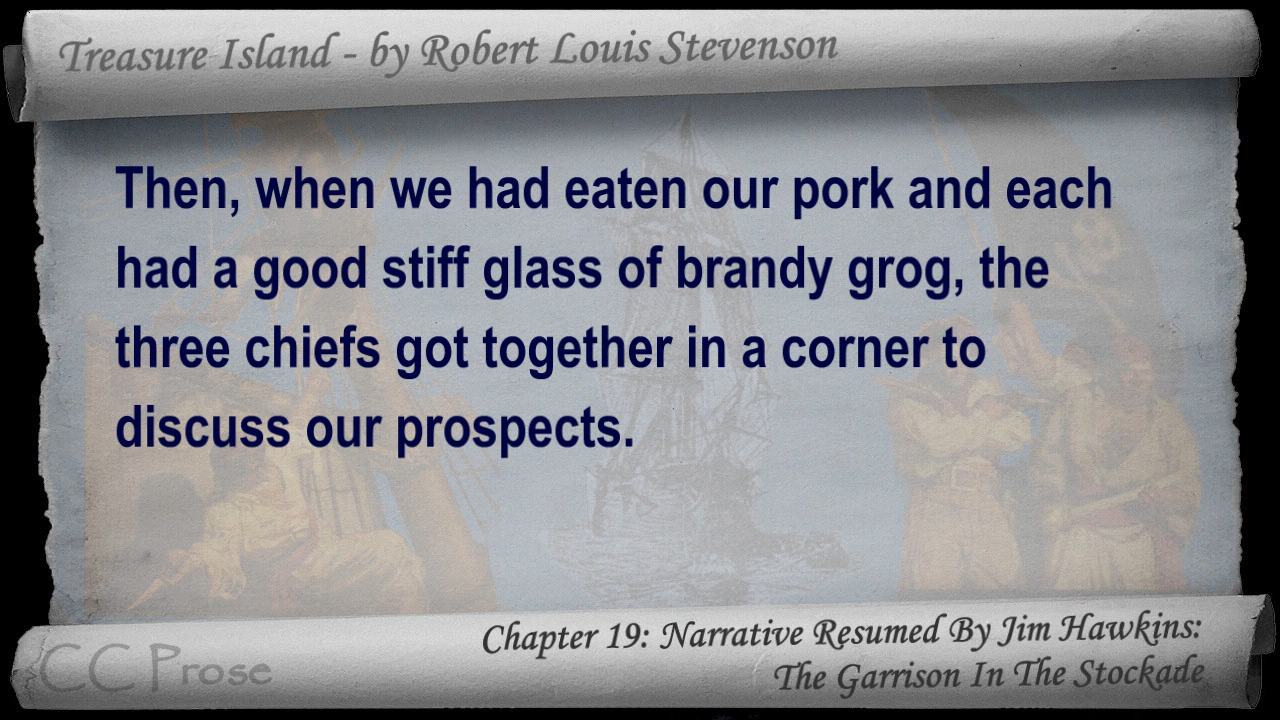 Treasure Island - by Robert Louis Stevenson
Then, when we had eaten our pork and each
had a good stiff glass of brandy grog, the
three chiefs got together in a corner to
discuss our prospects.
Chapter 19: Narrative Resumed By Jim Hawkins:
The Garrison In The Stockade
CC Prose